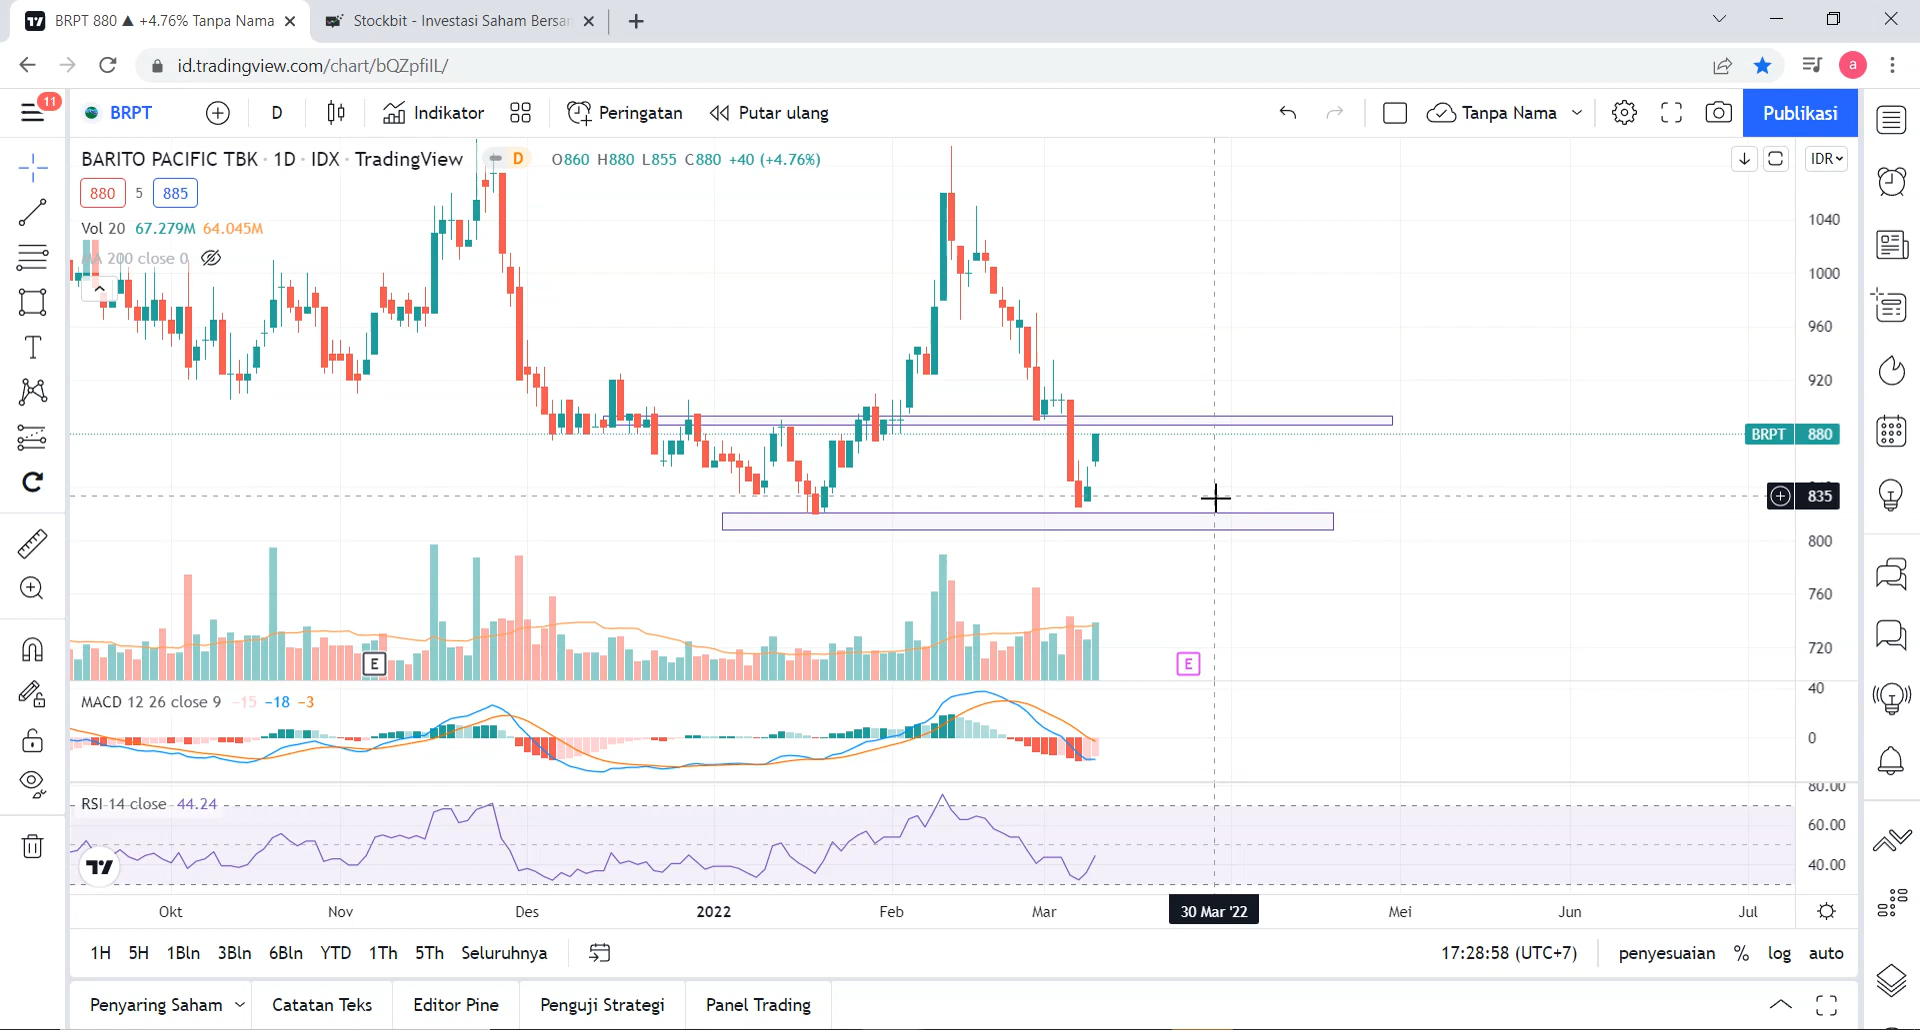 BRPT 880 ▲ +4.76% Tanpa Nama
Stockbit - Investasi Saham Bersan
id.tradingview.com/chart/bQZpfilL/
a
11
BRPT
D
Indikator
Peringatan
Putar ulang
Tanpa Nama
Publikasi
BARITO PACIFIC TBK · 1D · IDX · TradingView
D
O860 H880 L855 C880 +40 (+4.76%)
IDR
880
5
885
Vol 20 67.279M 64.045M
MA 200 close 0
1040
1000
960
920
BRPT 880
835
800
760
720
E
E
MACD 12 26 close 9 −15 −18 −3
40
0
RSI 14 close 44.24
80.00
60.00
40.00
Okt
Nov
Des
2022
Feb
Mar
30 Mar '22
Mei
Jun
Jul
1H
5H
1Bln
3Bln
6Bln
YTD
1Th
5Th
Seluruhnya
17:28:58 (UTC+7)
penyesuaian
%
log
auto
Penyaring Saham
Catatan Teks
Editor Pine
Penguji Strategi
Panel Trading